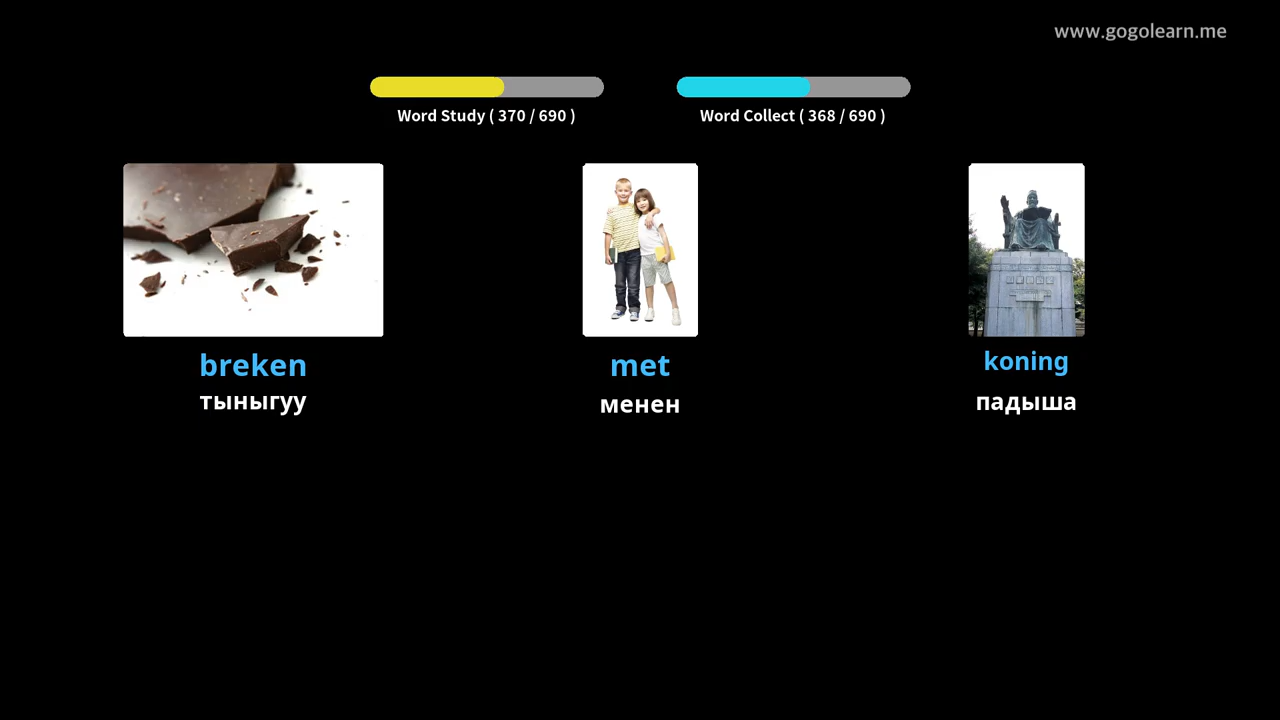 www.gogolearn.me
Word Study ( 370 / 690 )
Word Collect ( 368 / 690 )
breken
тыныгуу
met
менен
koning
падыша